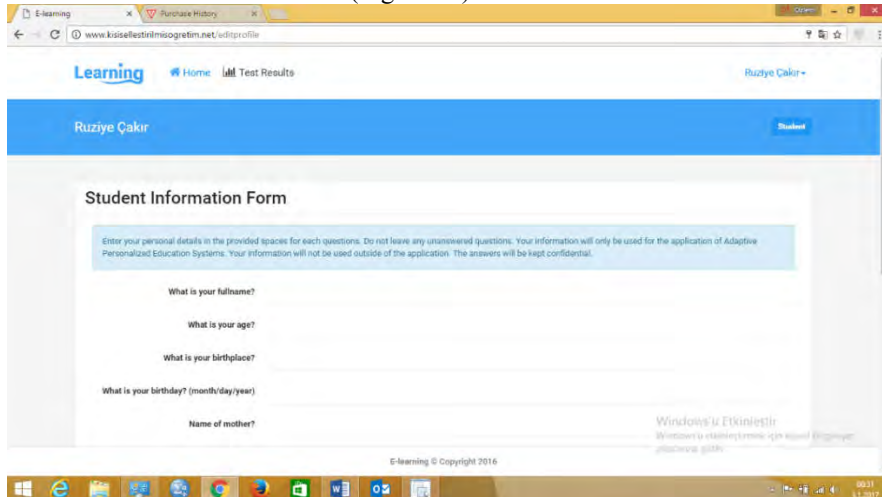 E-learning
Purchase History
www.kisisellestirilmisogretim.net/editprofile
Learning
Home
Test Results
Ruziye Çakır
Ruziye Çakır
Student
Student Information Form
Enter your personal details in the provided spaces for each questions. Do not leave any unanswered questions. Your information will only be used for the application of Adaptive
Personalized Education Systems. Your information will not be used outside of the application. The answers will be kept confidential.
What is your fullname?
What is your age?
What is your birthplace?
What is your birthday? (month/day/year)
Name of mother?
Windows'u Etkinleştir
E-learning © Copyright 2016
00:31